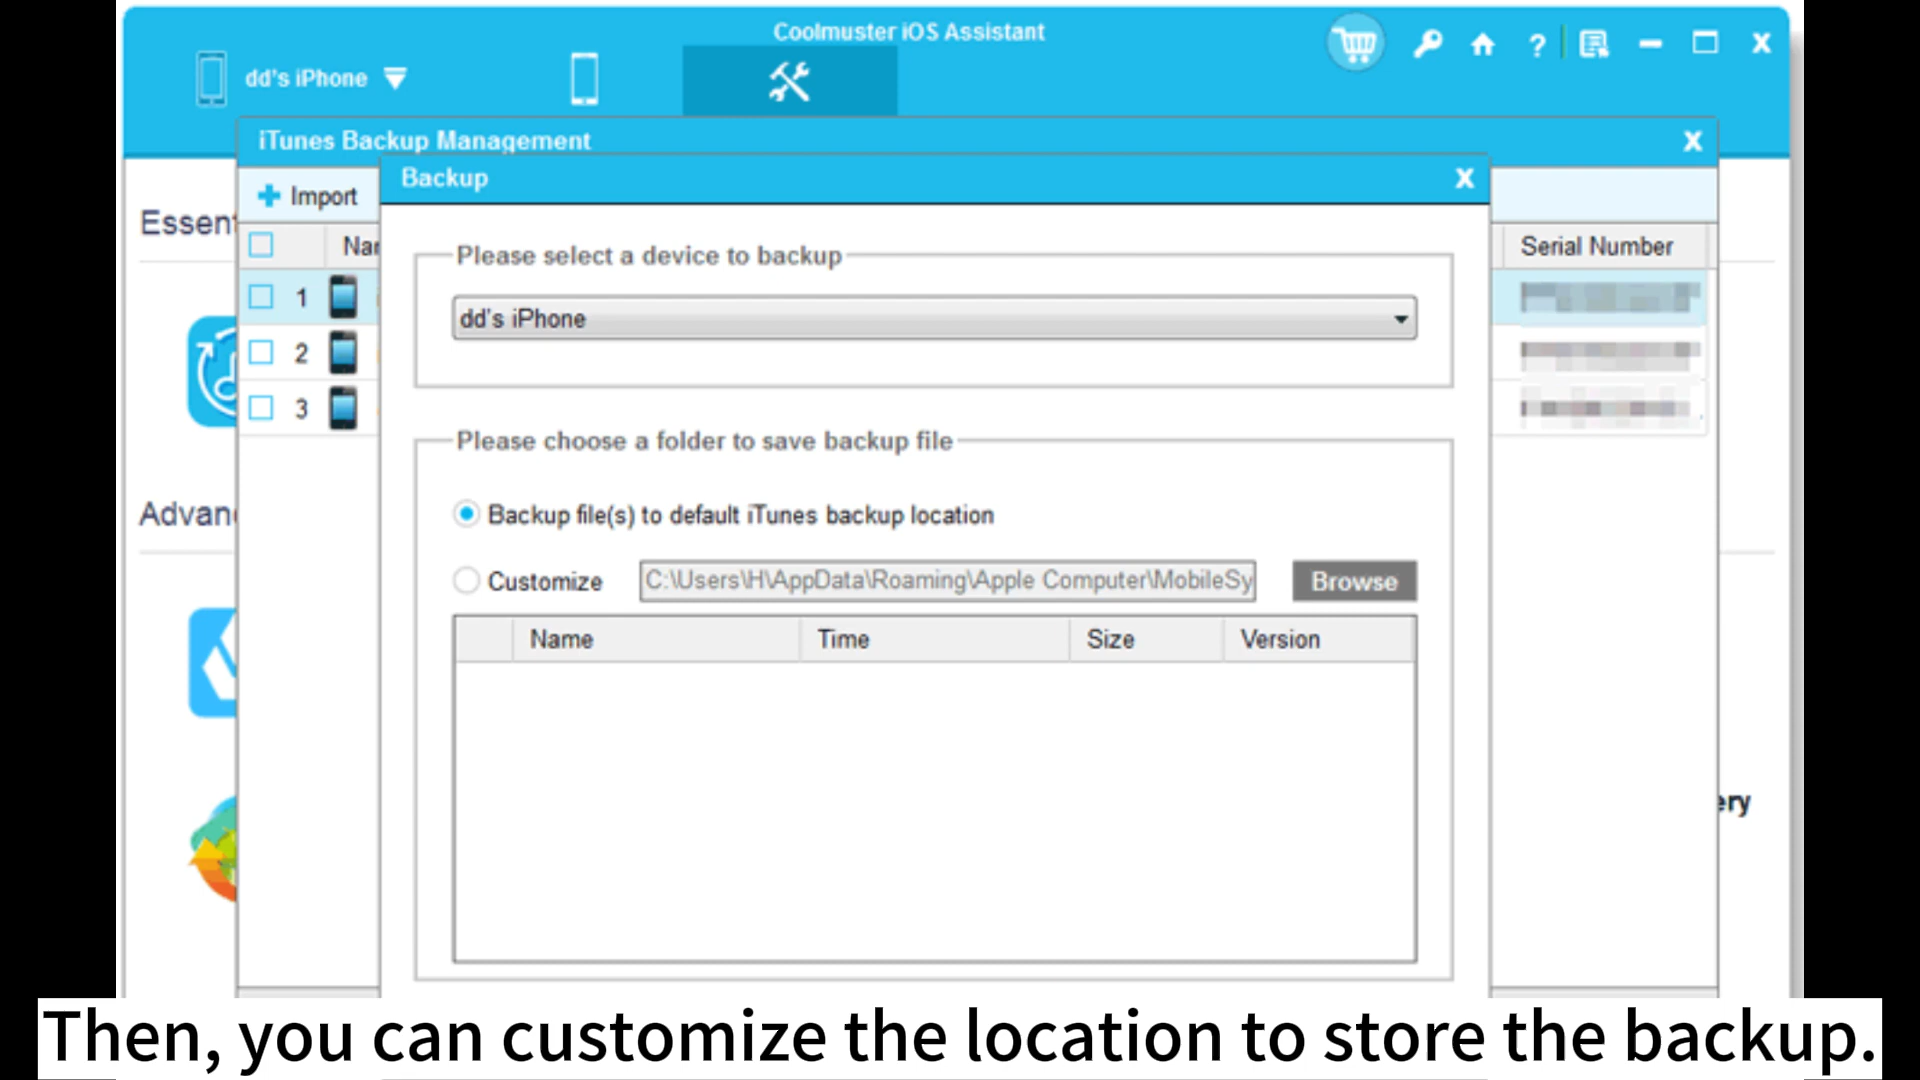 Coolmuster iOS Assistant
dd's iPhone
?
iTunes Backup Management
X
Import
Backup
X
Essent
Nar
Serial Number
1
2
3
Please select a device to backup
dd's iPhone
Please choose a folder to save backup file
Backup file(s) to default iTunes backup location
Customize
C:\Users\H\AppData\Roaming\Apple Computer\MobileSy
Browse
Name Time Size Version
Advan
ery
Then, you can customize the location to store the backup.